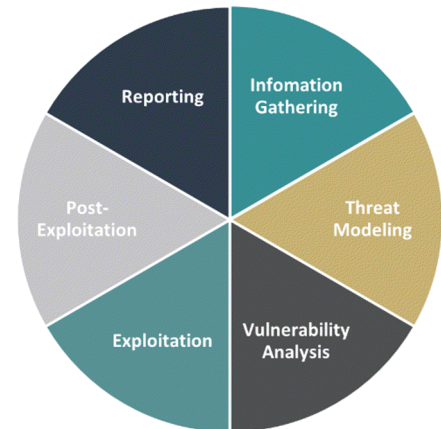 Infomation
Gathering
Threat
Modeling
Vulnerability
Analysis
Exploitation
Post-
Exploitation
Reporting